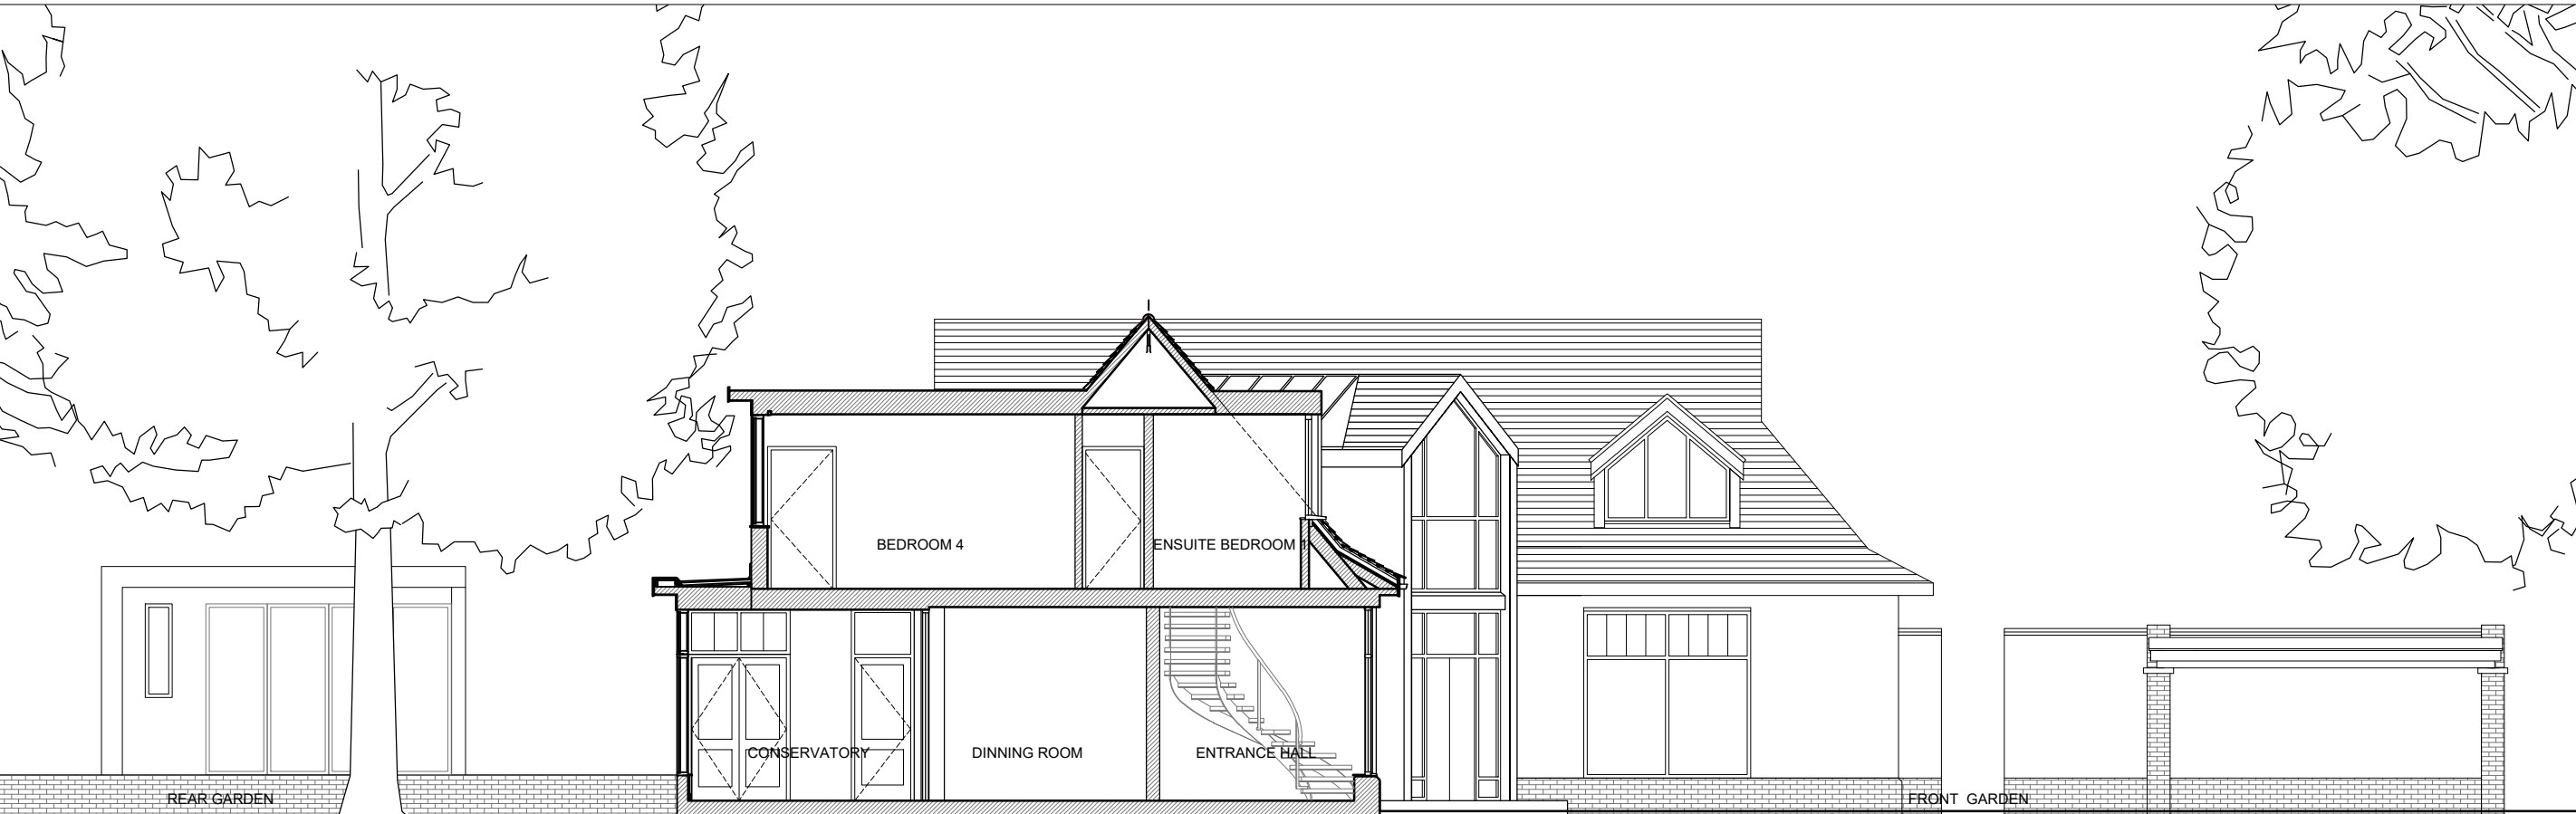 BEDROOM 4
ENSUITE BEDROOM 1
CONSERVATORY
DINNING ROOM
ENTRANCE HALL
REAR GARDEN
FRONT GARDEN